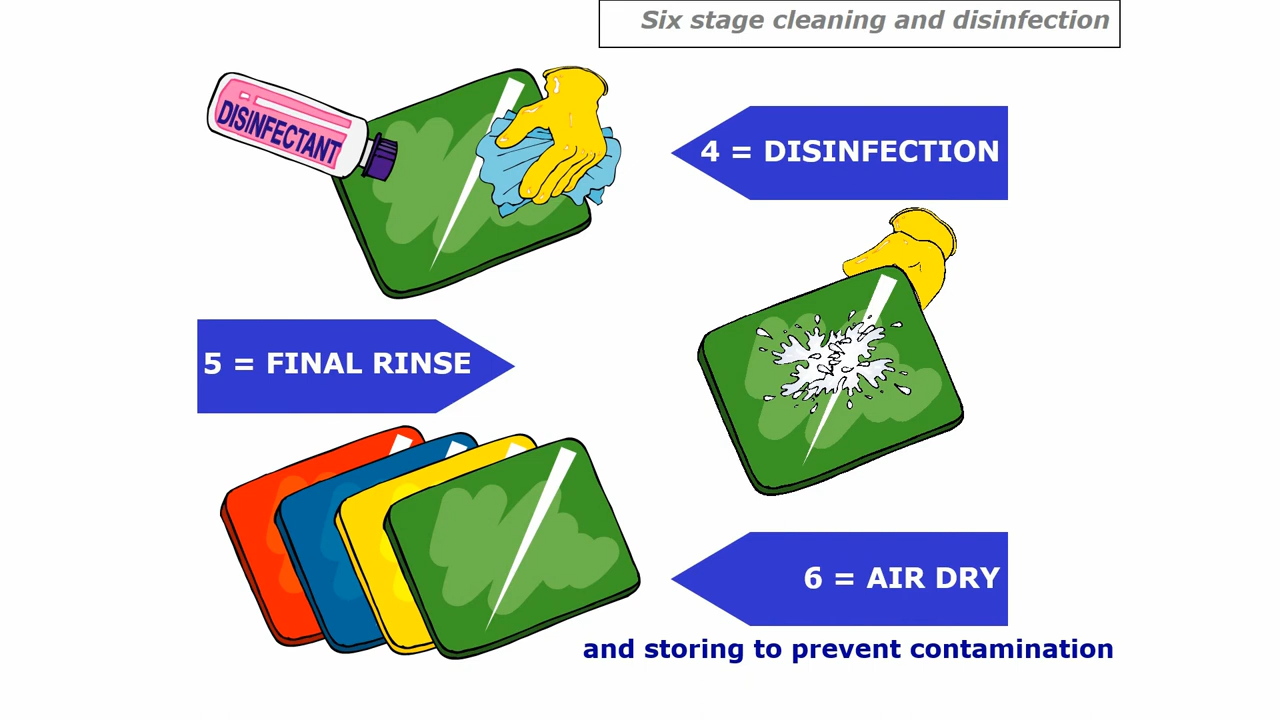 Six stage cleaning and disinfection
DISINFECTANT
4 = DISINFECTION
5 = FINAL RINSE
6 = AIR DRY
and storing to prevent contamination